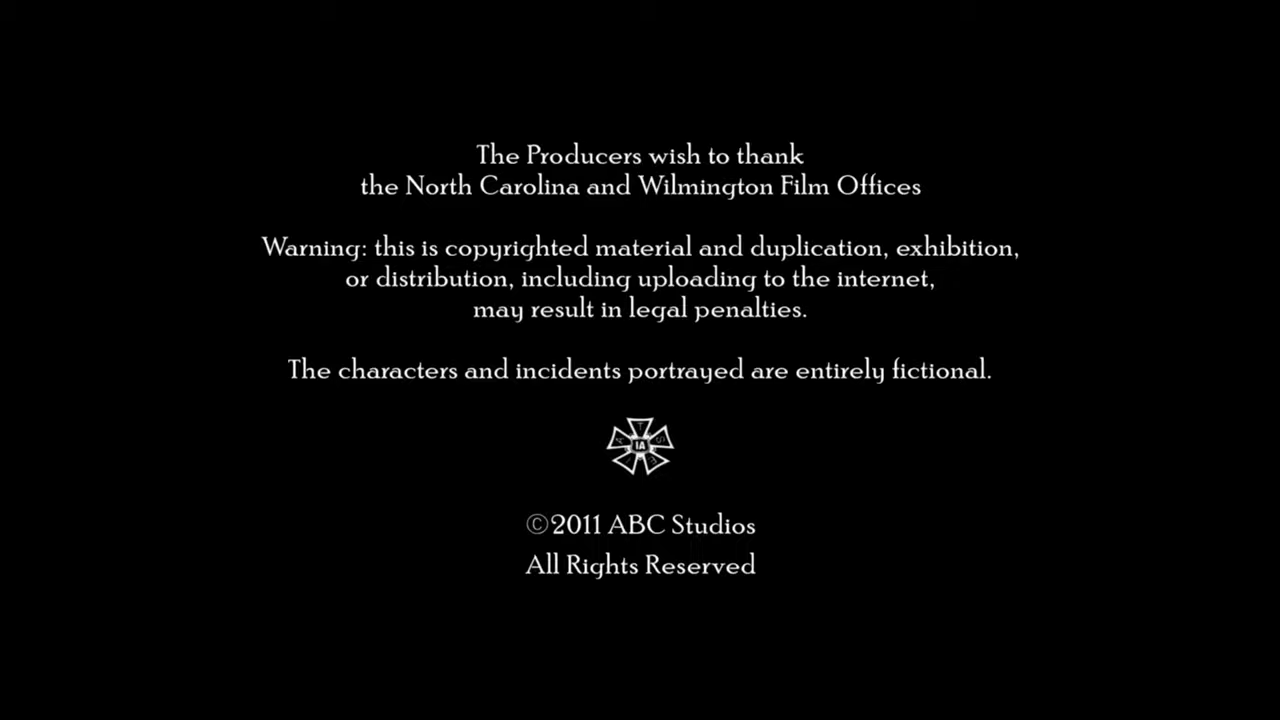 The Producers wish to thank
the North Carolina and Wilmington Film Offices
Warning: this is copyrighted material and duplication, exhibition,
or distribution, including uploading to the internet,
may result in legal penalties.
The characters and incidents portrayed are entirely fictional.
I A T S E
IA
©2011 ABC Studios
All Rights Reserved